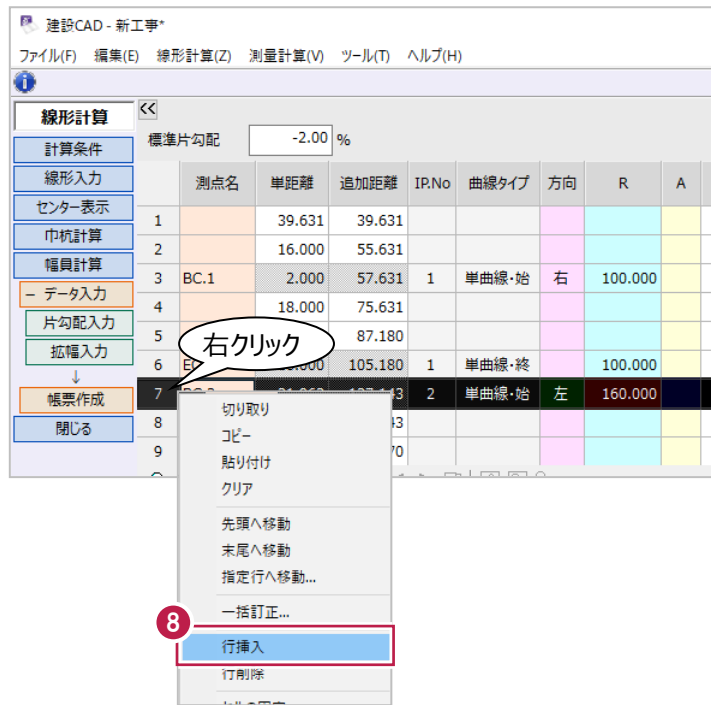 建設CAD - 新工事*
ファイル(F) 編集(E) 線形計算(Z) 測量計算(V) ツール(T) ヘルプ(H)
線形計算
計算条件
線形入力
センター表示
巾杭計算
幅員計算
− データ入力
片勾配入力
拡幅入力
↓
帳票作成
閉じる
<<
標準片勾配 -2.00 %
測点名 単距離 追加距離 IP.No 曲線タイプ 方向 R A
1 39.631 39.631
2 16.000 55.631
3 BC.1 2.000 57.631 1 単曲線・始 右 100.000
4 18.000 75.631
5 87.180
6 105.180 1 単曲線・終 100.000
7 2 単曲線・始 左 160.000
8
9
右クリック
切り取り
コピー
貼り付け
クリア
先頭へ移動
末尾へ移動
指定行へ移動...
一括訂正...
8
行挿入
行削除